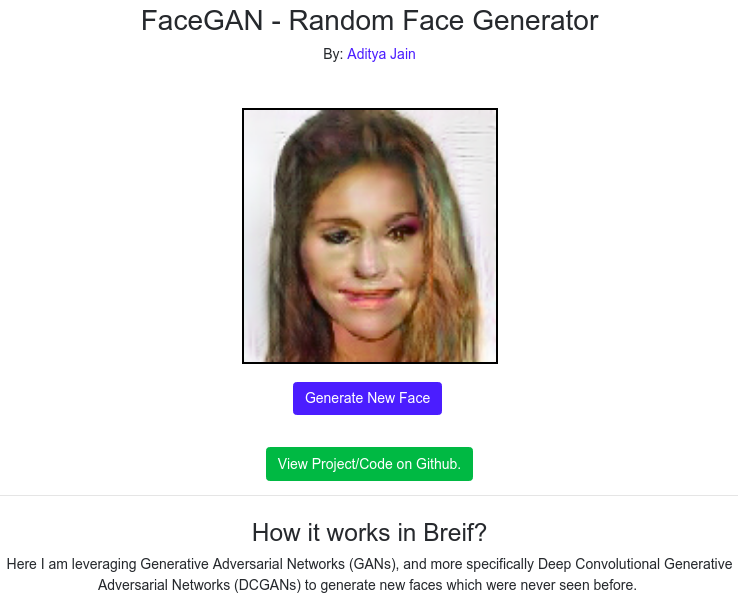 FaceGAN - Random Face Generator
By: Aditya Jain
Generate New Face
View Project/Code on Github.
How it works in Breif?
Here I am leveraging Generative Adversarial Networks (GANs), and more specifically Deep Convolutional Generative
Adversarial Networks (DCGANs) to generate new faces which were never seen before.